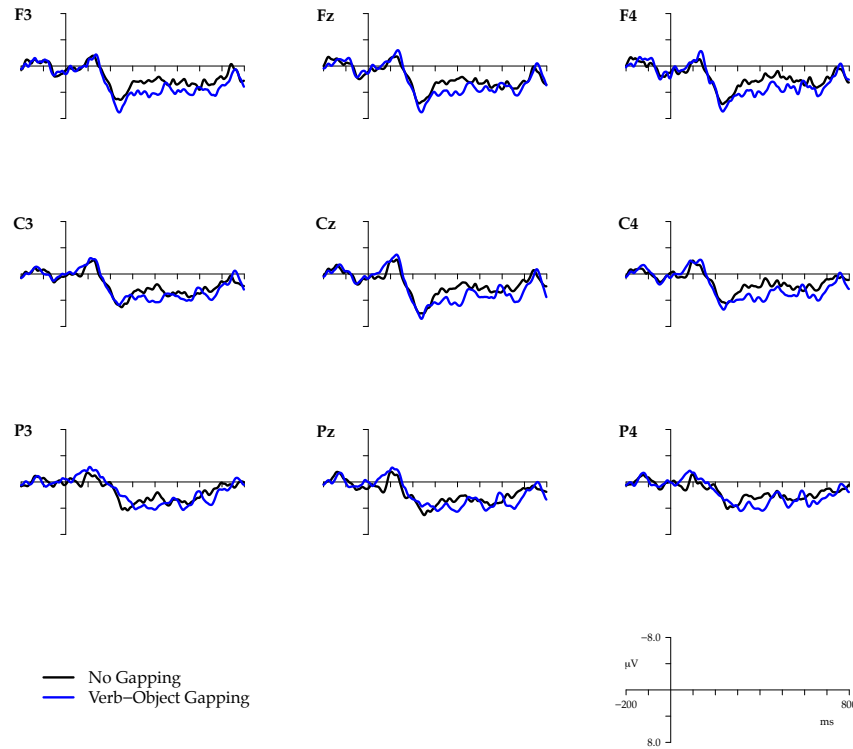 F3
Fz
F4
C3
Cz
C4
P3
Pz
P4
−8.0
µV
−200
800
ms
8.0
No Gapping
Verb−Object Gapping